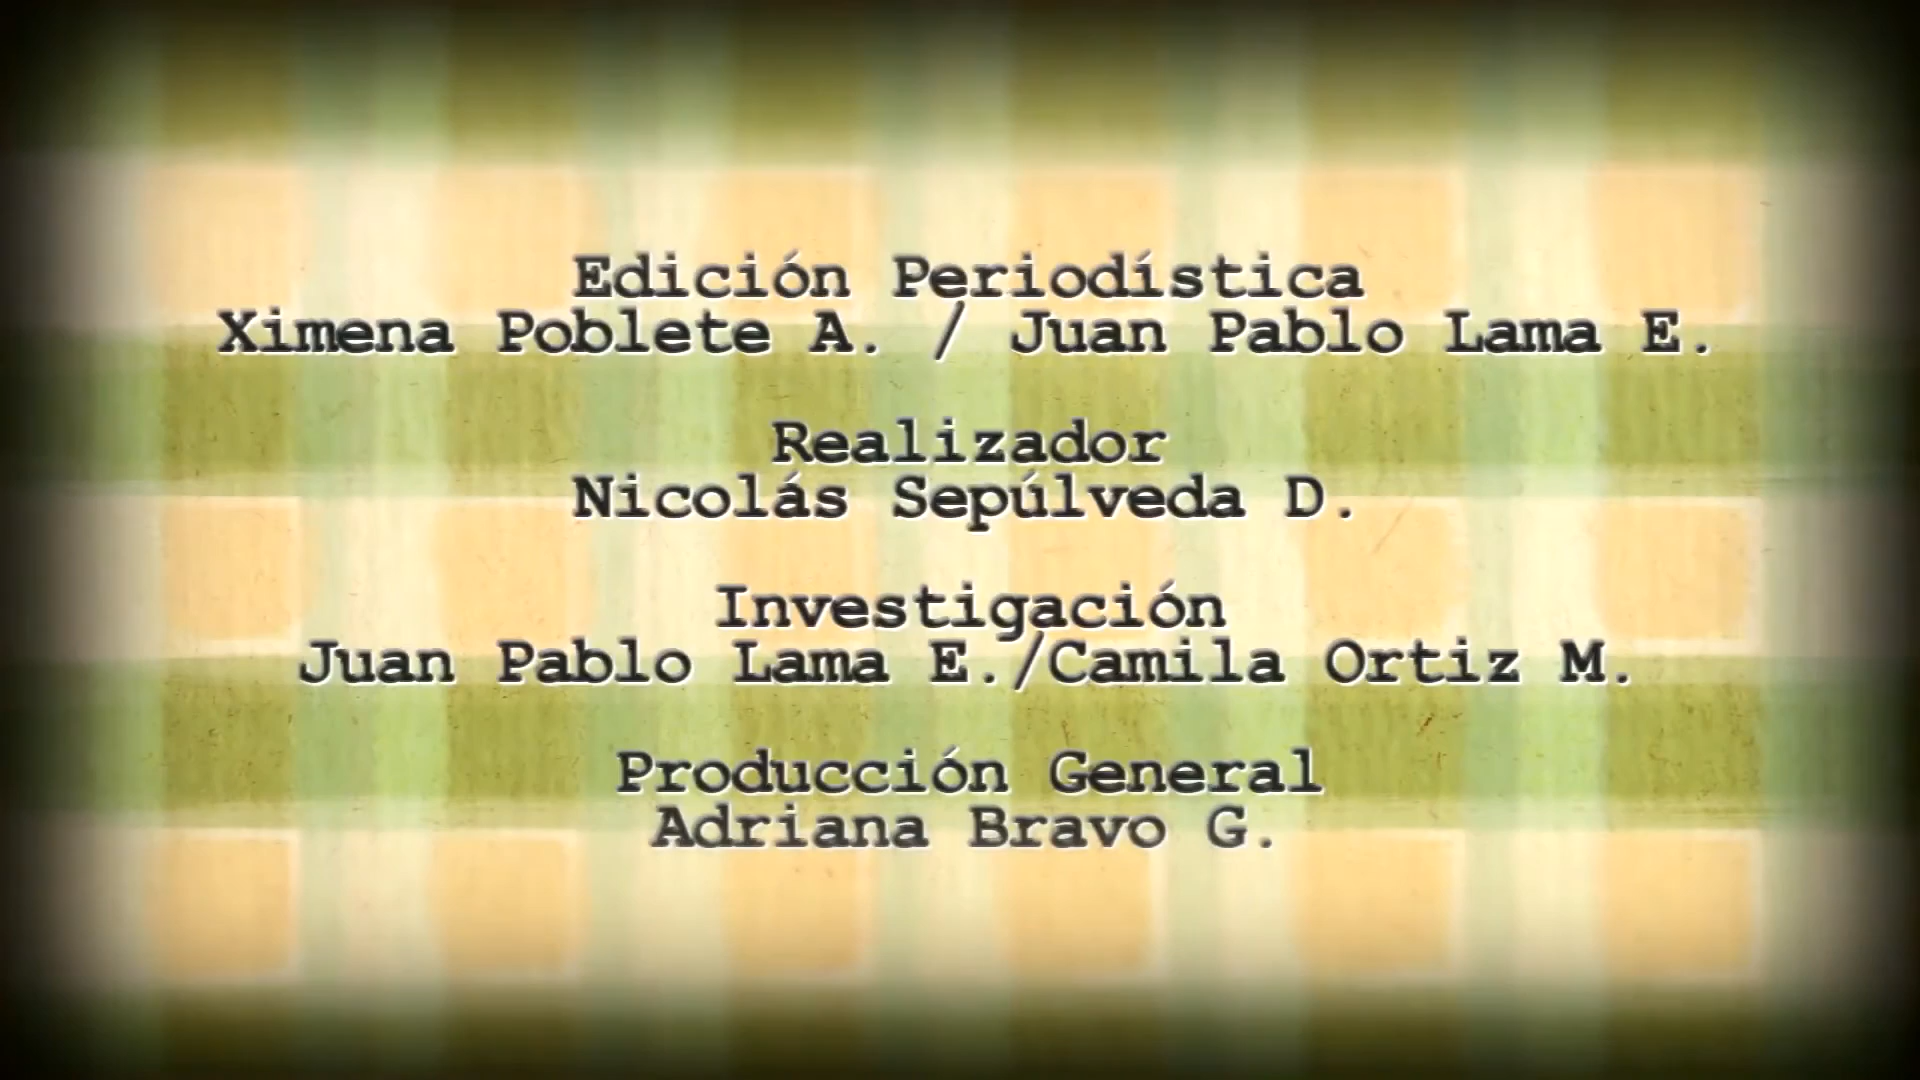 Edición Periodística
Ximena Poblete A. / Juan Pablo Lama E.
Realizador
Nicolás Sepúlveda D.
Investigación
Juan Pablo Lama E./Camila Ortiz M.
Producción General
Adriana Bravo G.